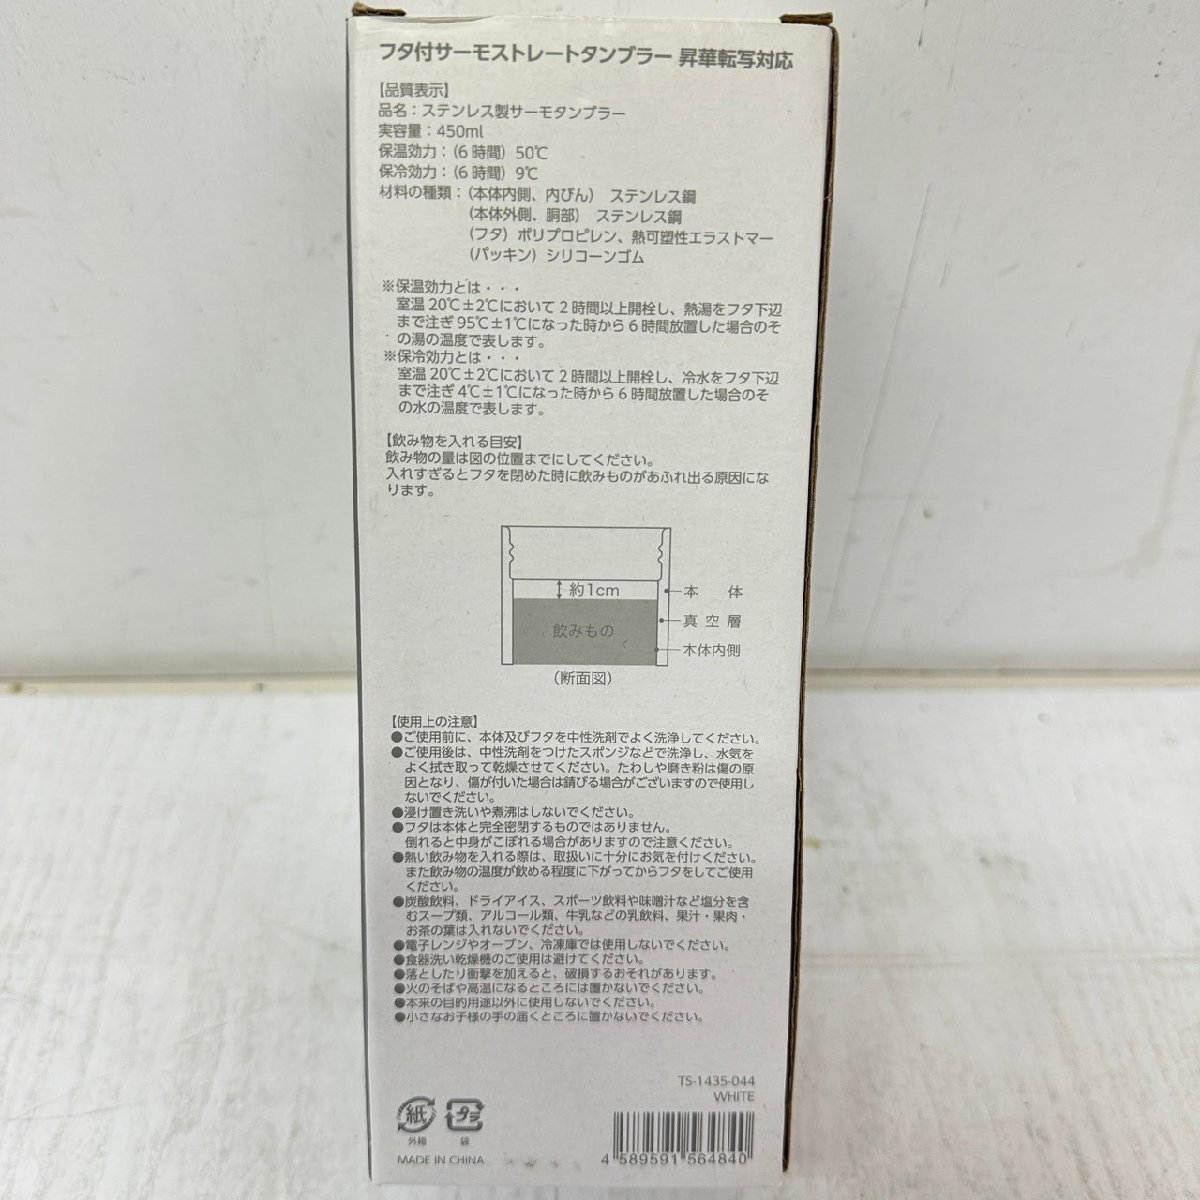 フタ付サーモストレートタンブラー 昇華転写対応
【品質表示】
品名：ステンレス製サーモタンブラー
実容量：450ml
保温効力：(6時間) 50℃
保冷効力：(6時間) 9℃
材料の種類：(本体内側、内びん) ステンレス鋼
(本体外側、胴部) ステンレス鋼
(フタ) ポリプロピレン、熱可塑性エラストマー
(パッキン) シリコーンゴム
※保温効力とは・・・
室温20℃±2℃において2時間以上開栓し、熱湯をフタ下辺
まで注ぎ95℃±1℃になった時から6時間放置した場合のそ
の湯の温度で表します。
※保冷効力とは・・・
室温20℃±2℃において2時間以上開栓し、冷水をフタ下辺
まで注ぎ4℃±1℃になった時から6時間放置した場合のそ
の水の温度で表します。
【飲み物を入れる目安】
飲み物の量は図の位置までにしてください。
入れすぎるとフタを閉めた時に飲みものがあふれ出る原因にな
ります。
約1cm
本体
飲みもの
真空層
本体内側
(断面図)
【使用上の注意】
●ご使用前に、本体及びフタを中性洗剤でよく洗浄してください。
●ご使用後は、中性洗剤をつけたスポンジなどで洗浄し、水気を
よく拭き取って乾燥させてください。たわしや磨き粉は傷の原
因となり、傷が付いた場合は錆びる場合がございますので使用し
ないでください。
●浸け置き洗いや煮沸はしないでください。
●フタは本体と完全密閉するものではありません。
倒れると中身がこぼれる場合がありますので注意ください。
●熱い飲み物を入れる際は、取扱いに十分にお気を付けください。
また飲み物の温度が飲める程度に下がってからフタをしてご使用
ください。
●炭酸飲料、ドライアイス、スポーツ飲料や味噌汁など塩分を含
むスープ類、アルコール類、牛乳などの乳飲料、果汁・果肉・
お茶の葉は入れないでください。
●電子レンジやオーブン、冷凍庫では使用しないでください。
●食器洗い乾燥機のご使用は避けてください。
●落としたり衝撃を加えると、破損するおそれがあります。
●火のそばや高温になるところには置かないでください。
●本来の目的用途以外に使用しないでください。
●小さなお子様の手の届くところに置かないでください。
TS-1435-044
WHITE
紙
プラ
外箱
袋
MADE IN CHINA
4 589591 564840